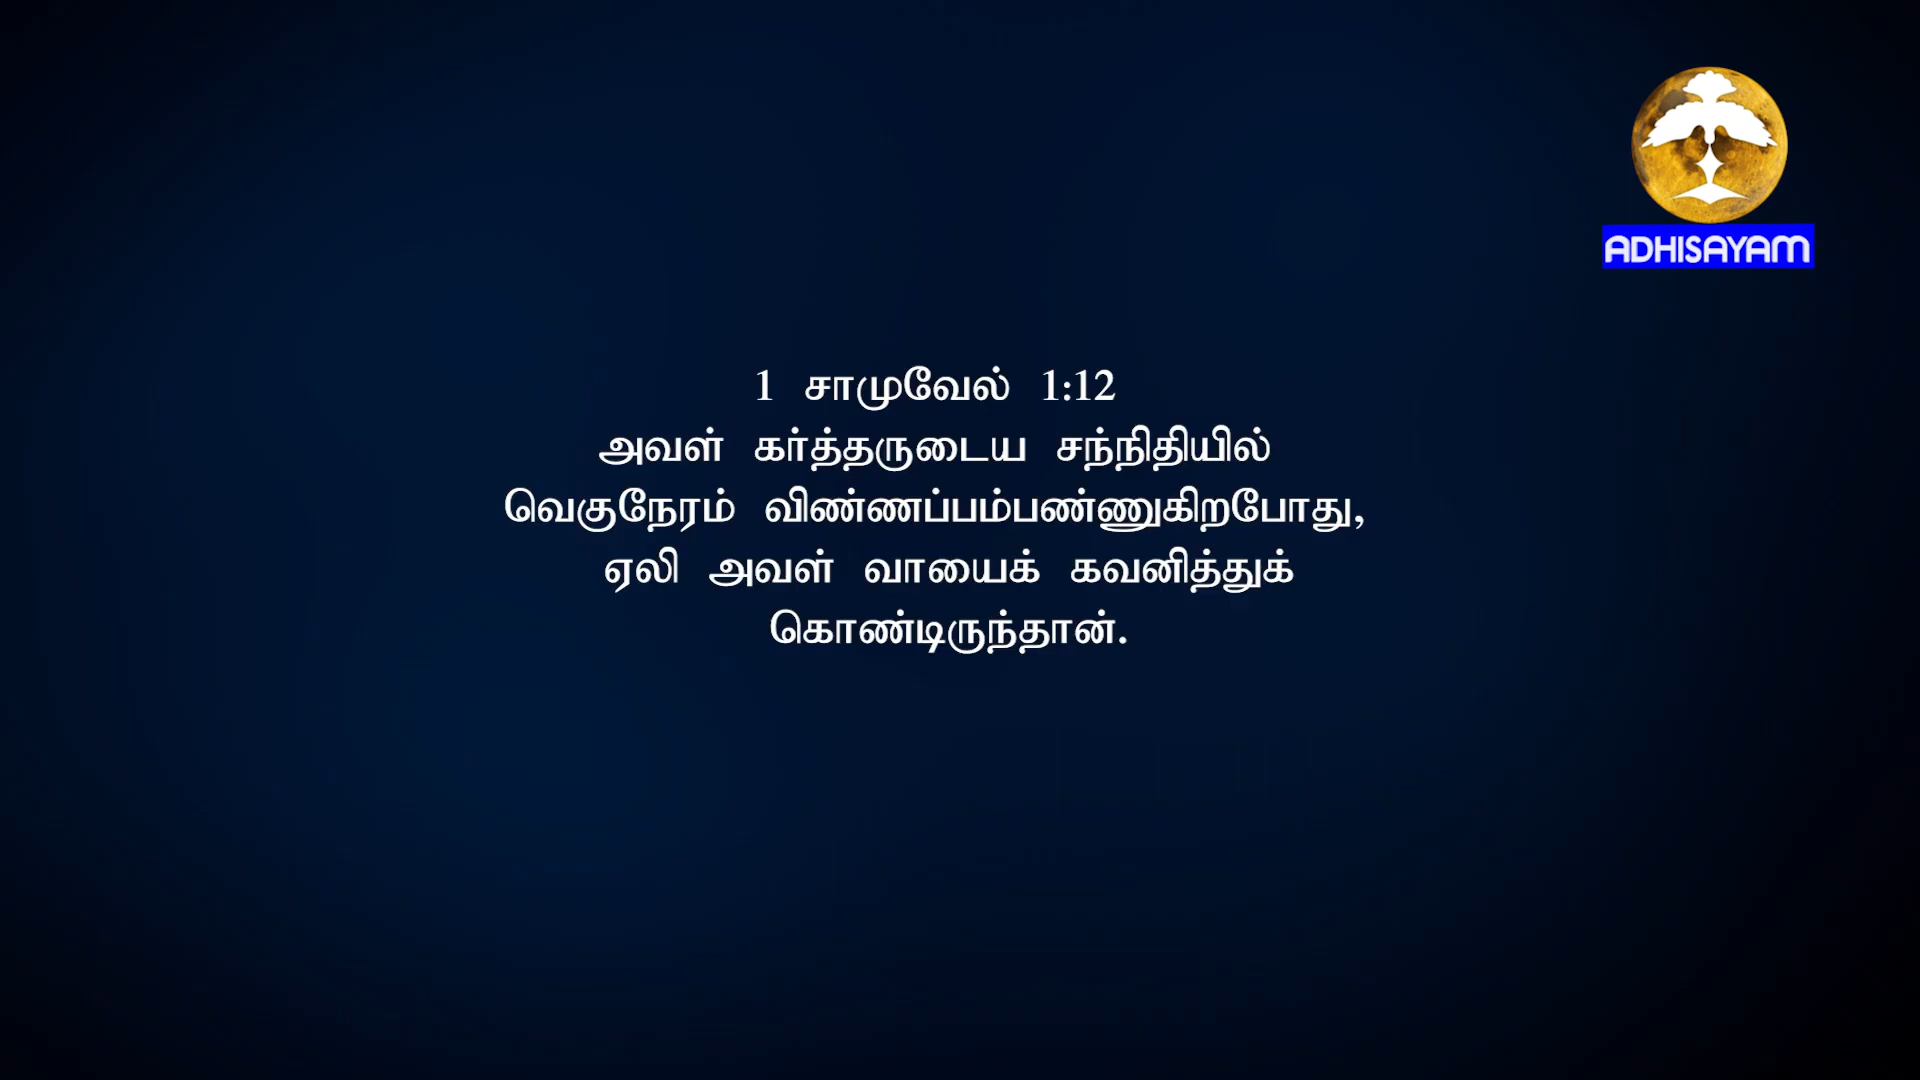 ADHISAYAM
1 சாமுவேல் 1:12
அவள் கர்த்தருடைய சந்நிதியில்
வெகுநேரம் விண்ணப்பம்பண்ணுகிறபோது,
ஏலி அவள் வாயைக் கவனித்துக்
கொண்டிருந்தான்.